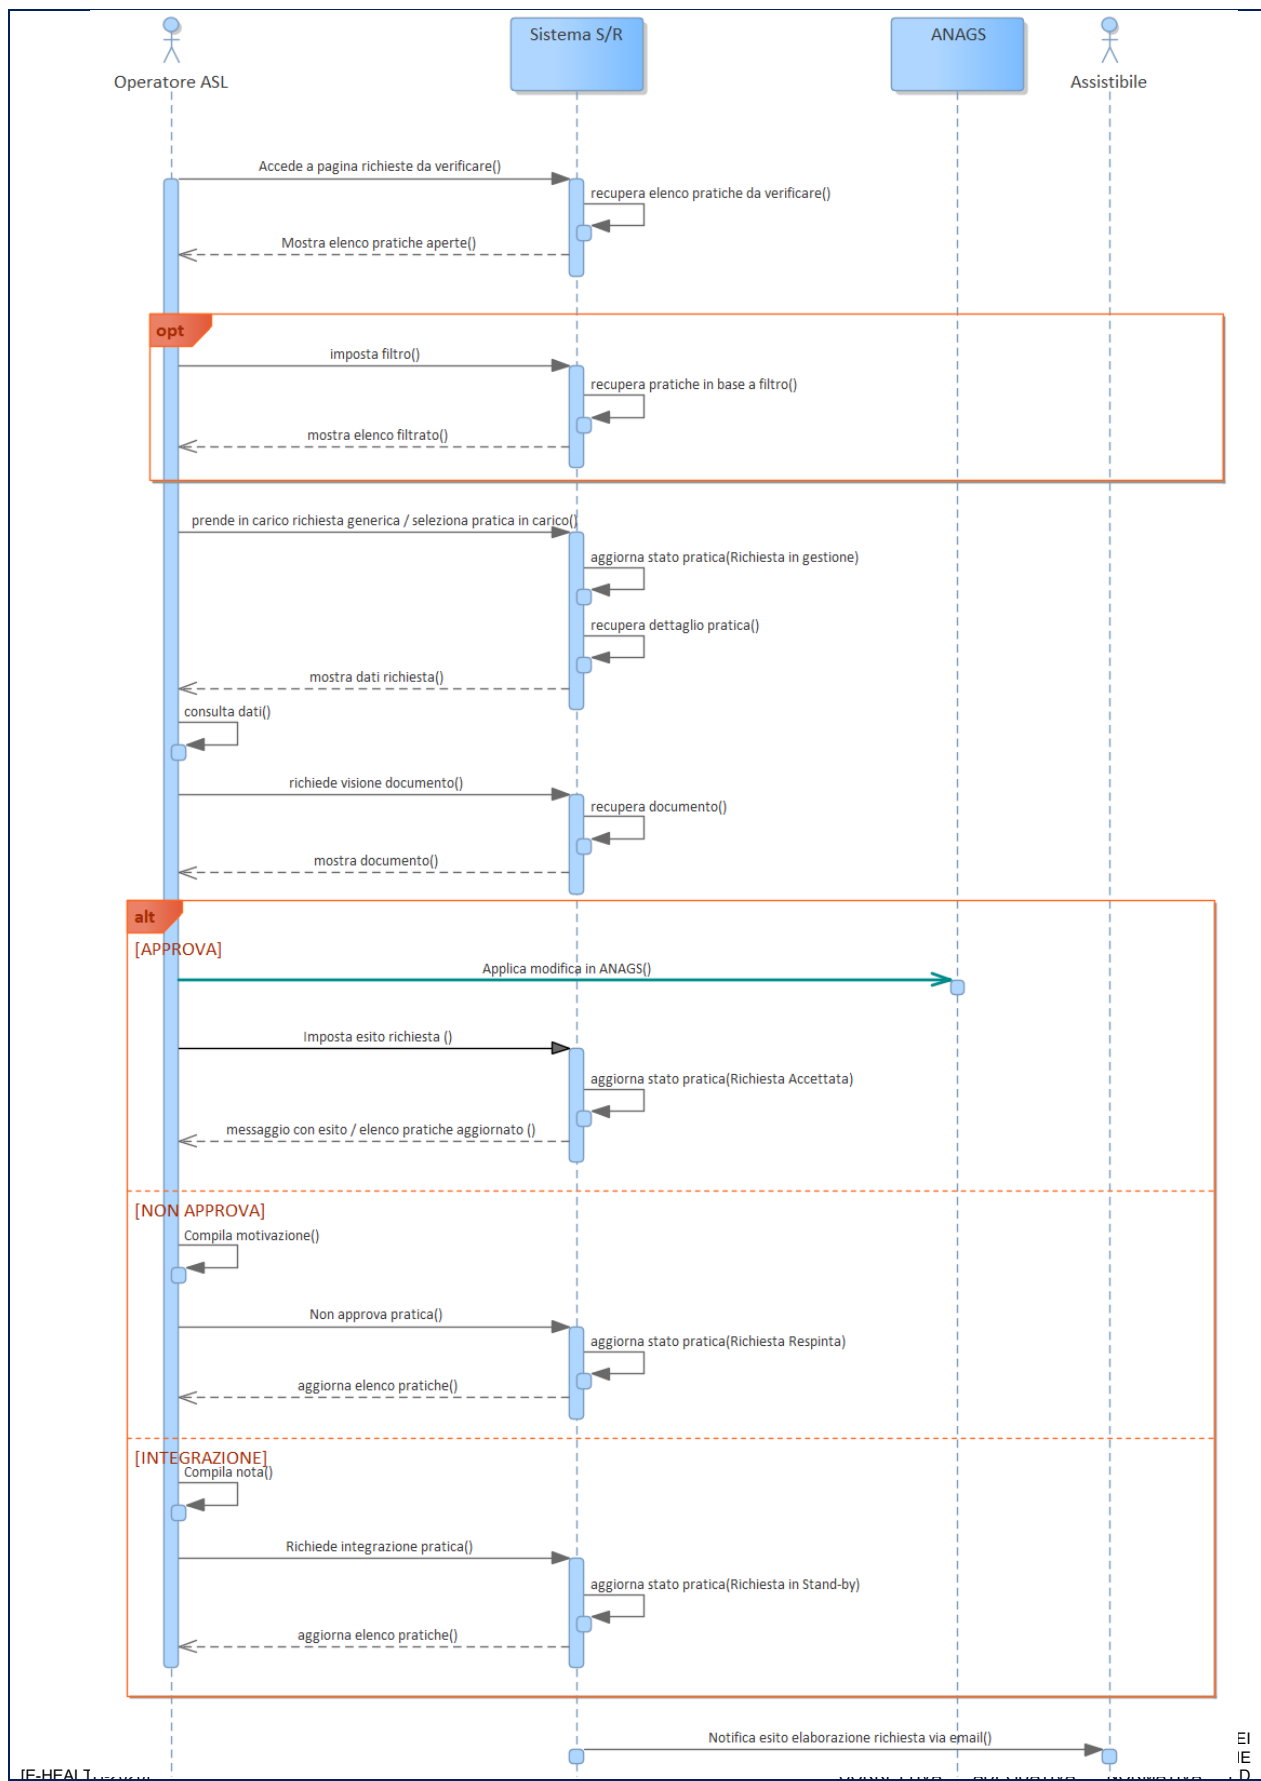 Operatore ASL
Sistema S/R
ANAGS
Assistibile
Accede a pagina richieste da verificare()
recupera elenco pratiche da verificare()
Mostra elenco pratiche aperte()
opt
imposta filtro()
recupera pratiche in base a filtro()
mostra elenco filtrato()
prende in carico richiesta generica / seleziona pratica in carico()
aggiorna stato pratica(Richiesta in gestione)
recupera dettaglio pratica()
mostra dati richiesta()
consulta dati()
richiede visione documento()
recupera documento()
mostra documento()
alt
[APPROVA]
Applica modifica in ANAGS()
Imposta esito richiesta ()
aggiorna stato pratica(Richiesta Accettata)
messaggio con esito / elenco pratiche aggiornato ()
[NON APPROVA]
Compila motivazione()
Non approva pratica()
aggiorna stato pratica(Richiesta Respinta)
aggiorna elenco pratiche()
[INTEGRAZIONE]
Compila nota()
Richiede integrazione pratica()
aggiorna stato pratica(Richiesta in Stand-by)
aggiorna elenco pratiche()
Notifica esito elaborazione richiesta via email()